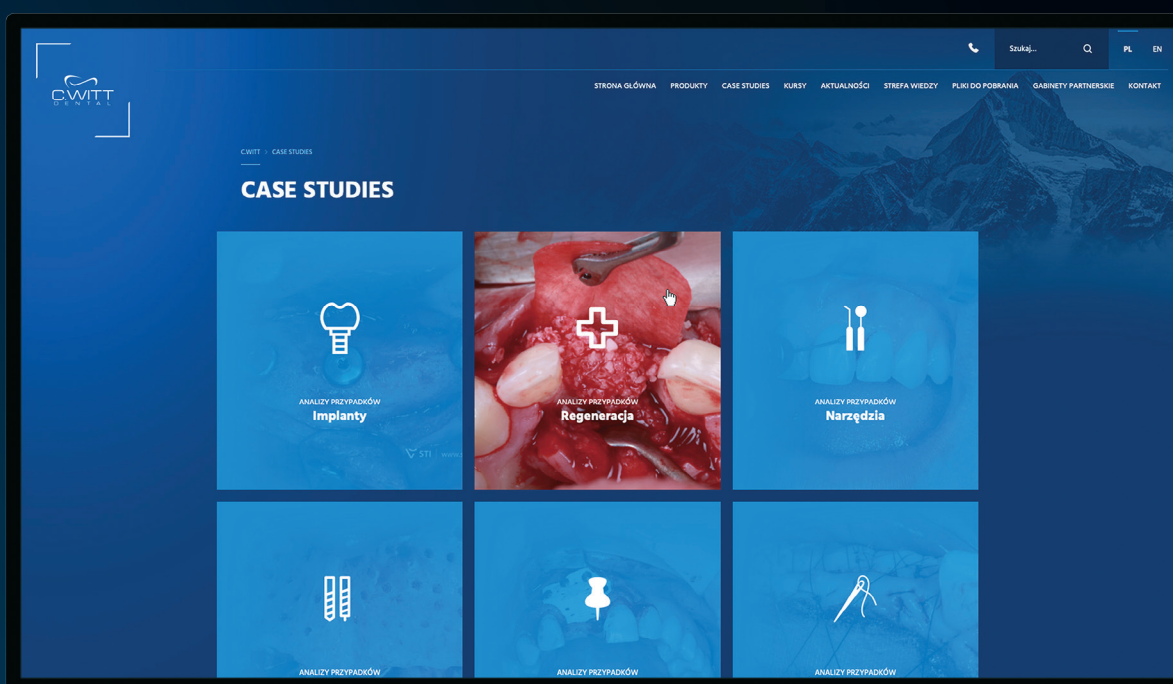 Szukaj...
PL EN
C.WITT
DENTAL
STRONA GŁÓWNA PRODUKTY CASE STUDIES KURSY AKTUALNOŚCI STREFA WIEDZY PLIKI DO POBRANIA GABINETY PARTNERSKIE KONTAKT
C.WITT > CASE STUDIES
CASE STUDIES
ANALIZY PRZYPADKÓW
Implanty
STI www.
ANALIZY PRZYPADKÓW
Regeneracja
ANALIZY PRZYPADKÓW
Narzędzia
ANALIZY PRZYPADKÓW
ANALIZY PRZYPADKÓW
ANALIZY PRZYPADKÓW